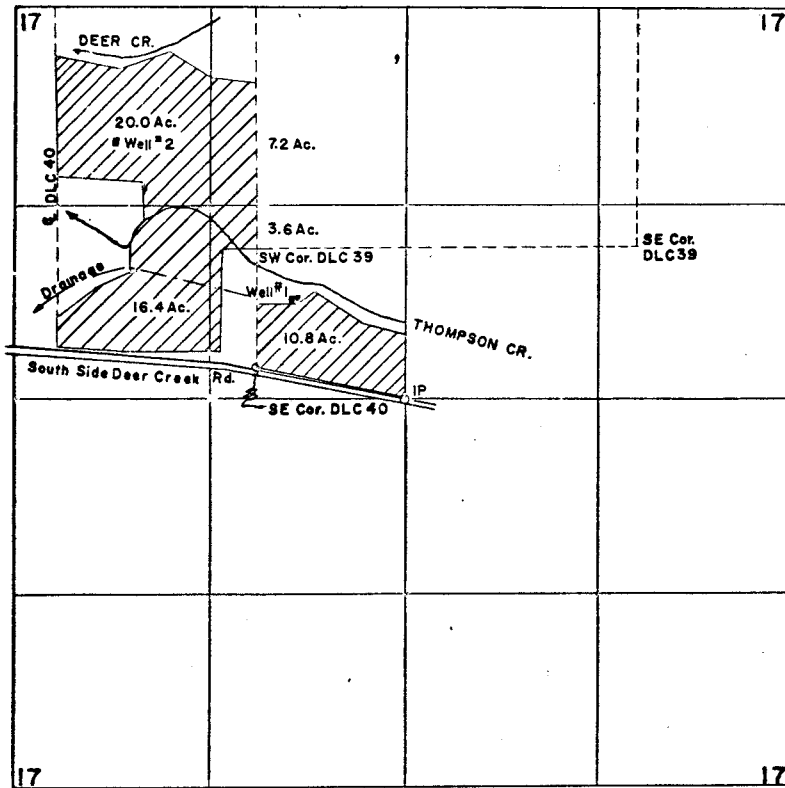 17
17
DEER CR.
20.0 Ac.
Well #2
7.2 Ac.
℄ DLC 40
3.6 Ac.
SE Cor.
DLC 39
SW Cor. DLC 39
Drainage
Well #1
16.4 Ac.
10.8 Ac.
THOMPSON CR.
South Side Deer Creek Rd.
IP
SE Cor. DLC 40
17
17